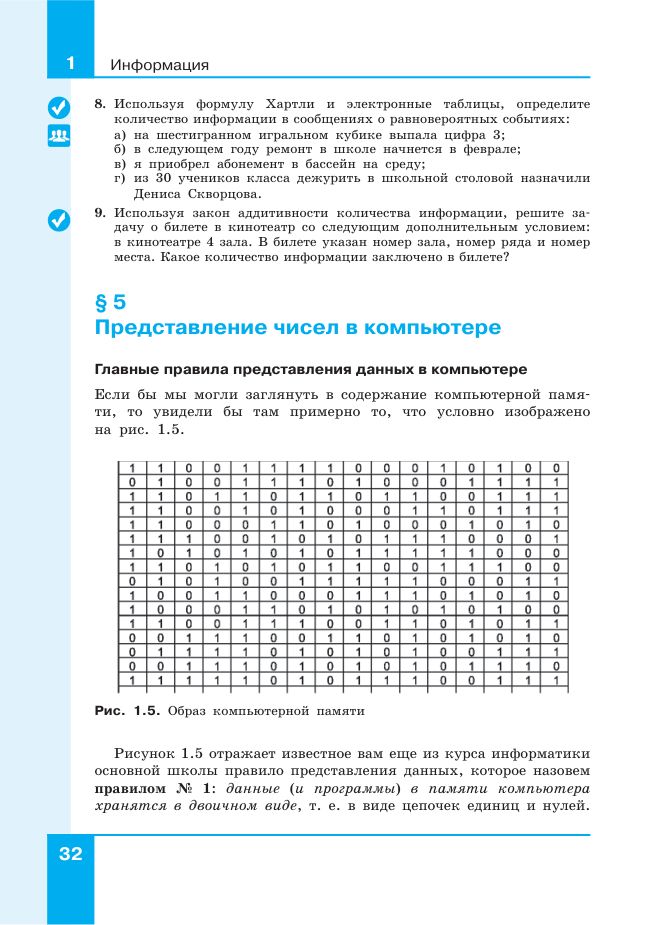 1
Информация
8. Используя формулу Хартли и электронные таблицы, определите
количество информации в сообщениях о равновероятных событиях:
а) на шестигранном игральном кубике выпала цифра 3;
б) в следующем году ремонт в школе начнется в феврале;
в) я приобрел абонемент в бассейн на среду;
г) из 30 учеников класса дежурить в школьной столовой назначили
Дениса Скворцова.
9. Используя закон аддитивности количества информации, решите за-
дачу о билете в кинотеатр со следующим дополнительным условием:
в кинотеатре 4 зала. В билете указан номер зала, номер ряда и номер
места. Какое количество информации заключено в билете?
§ 5
Представление чисел в компьютере
Главные правила представления данных в компьютере
Если бы мы могли заглянуть в содержание компьютерной памя-
ти, то увидели бы там примерно то, что условно изображено
на рис. 1.5.
1 1 0 0 1 1 1 1 0 0 0 1 0 1 0 0
0 1 0 0 1 1 1 0 1 0 0 0 1 1 1 1
1 1 0 1 1 0 1 1 0 1 1 0 0 1 1 1
1 1 0 0 1 0 1 0 0 0 1 1 0 1 1 1
1 1 0 0 0 1 1 0 1 0 0 0 1 0 1 0
1 1 1 0 0 1 0 1 0 1 1 1 0 0 0 1
1 0 1 0 1 0 1 0 1 1 1 1 1 0 0 0
1 1 0 1 0 1 0 1 1 0 0 1 1 1 0 0
0 1 0 1 0 0 1 1 1 1 1 0 0 0 1 1
1 0 0 1 1 0 0 0 1 1 1 0 1 0 1 1
1 0 0 0 1 1 0 1 0 1 0 1 0 1 0 0
1 1 0 0 1 1 1 0 0 1 1 0 1 0 1 1
0 0 1 1 1 0 0 1 1 0 1 1 0 1 0
0 1 1 1 1 0 1 0 1 0 1 0 0 1 1 1
0 0 1 1 1 1 0 1 0 0 1 0 1 1 1 0
1 1 1 1 1 0 1 0 1 1 1 0 0 1 1 1
Рис. 1.5. Образ компьютерной памяти
Рисунок 1.5 отражает известное вам еще из курса информатики
основной школы правило представления данных, которое назовем
правилом № 1: данные (и программы) в памяти компьютера
хранятся в двоичном виде, т. е. в виде цепочек единиц и нулей.
32